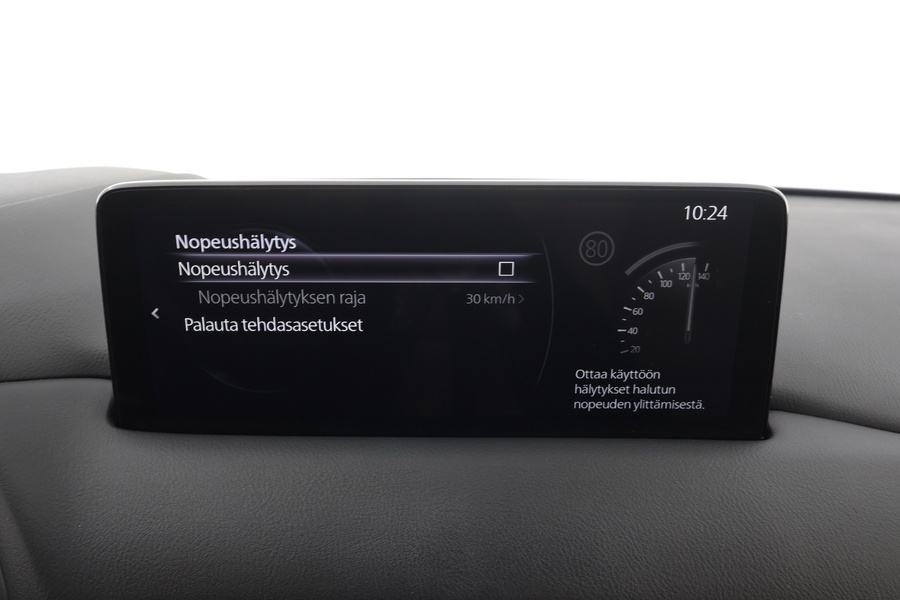 10:24
Nopeushälytys
Nopeushälytys
Nopeushälytyksen raja 30 km/h
Palauta tehdasasetukset
80
20
40
60
80
100
120
140
Ottaa käyttöön
hälytykset halutun
nopeuden ylittämisestä.